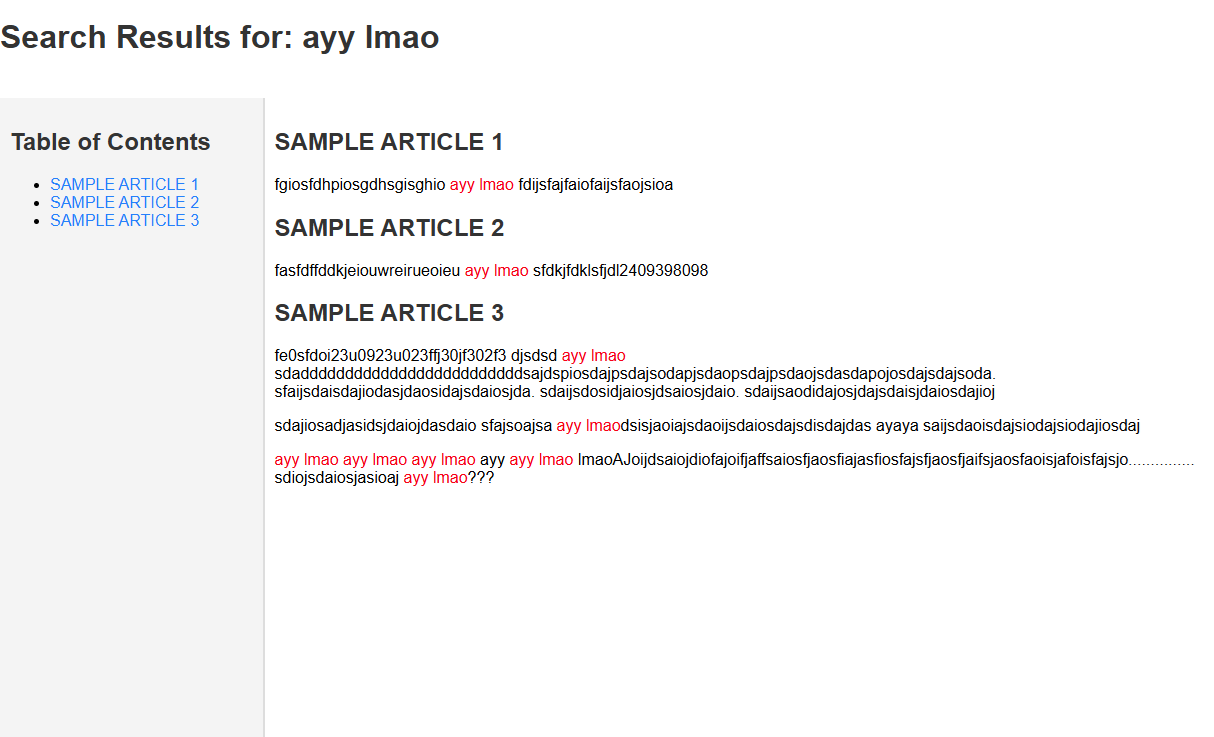 Search Results for: ayy lmao
Table of Contents
SAMPLE ARTICLE 1
SAMPLE ARTICLE 2
SAMPLE ARTICLE 3
SAMPLE ARTICLE 1
fgiosfdhpiosgdhsgisghio ayy lmao fdijsfajfaiofaijsfaojsioa
SAMPLE ARTICLE 2
fasfdffddkjeiouwreirueoieu ayy lmao sfdkjfdklsfjdl2409398098
SAMPLE ARTICLE 3
fe0sfdoi23u0923u023ffj30jf302f3 djsdsd ayy lmao
sdadddddddddddddddddddddddddsajdspiosdajpsdajsodapjsdaopsdajpsdaojsdasdapojosdajsdajsoda.
sfaijsdaisdajiodasjdaosidajsdaiosjda. sdaijsdosidjaiosjdsaiosjdaio. sdaijsaodidajosjdajsdaisjdaiosdajioj
sdajiosadjasidsjdaiojdasdaio sfajsoajsa ayy lmaodsisjaoiajsdaoijsdaiosdajsdisdajdas ayaya saijsdaoisdajsiodajsiodajiosdaj
ayy lmao ayy lmao ayy lmao ayy ayy lmao lmaoAJoijdsaiojdiofajoifjaffsaiosfjaosfiajasfiosfajsfjaosfjaifsjaosfaoisjafoisfajsjo...............
sdiojsdaiosjasioaj ayy lmao???